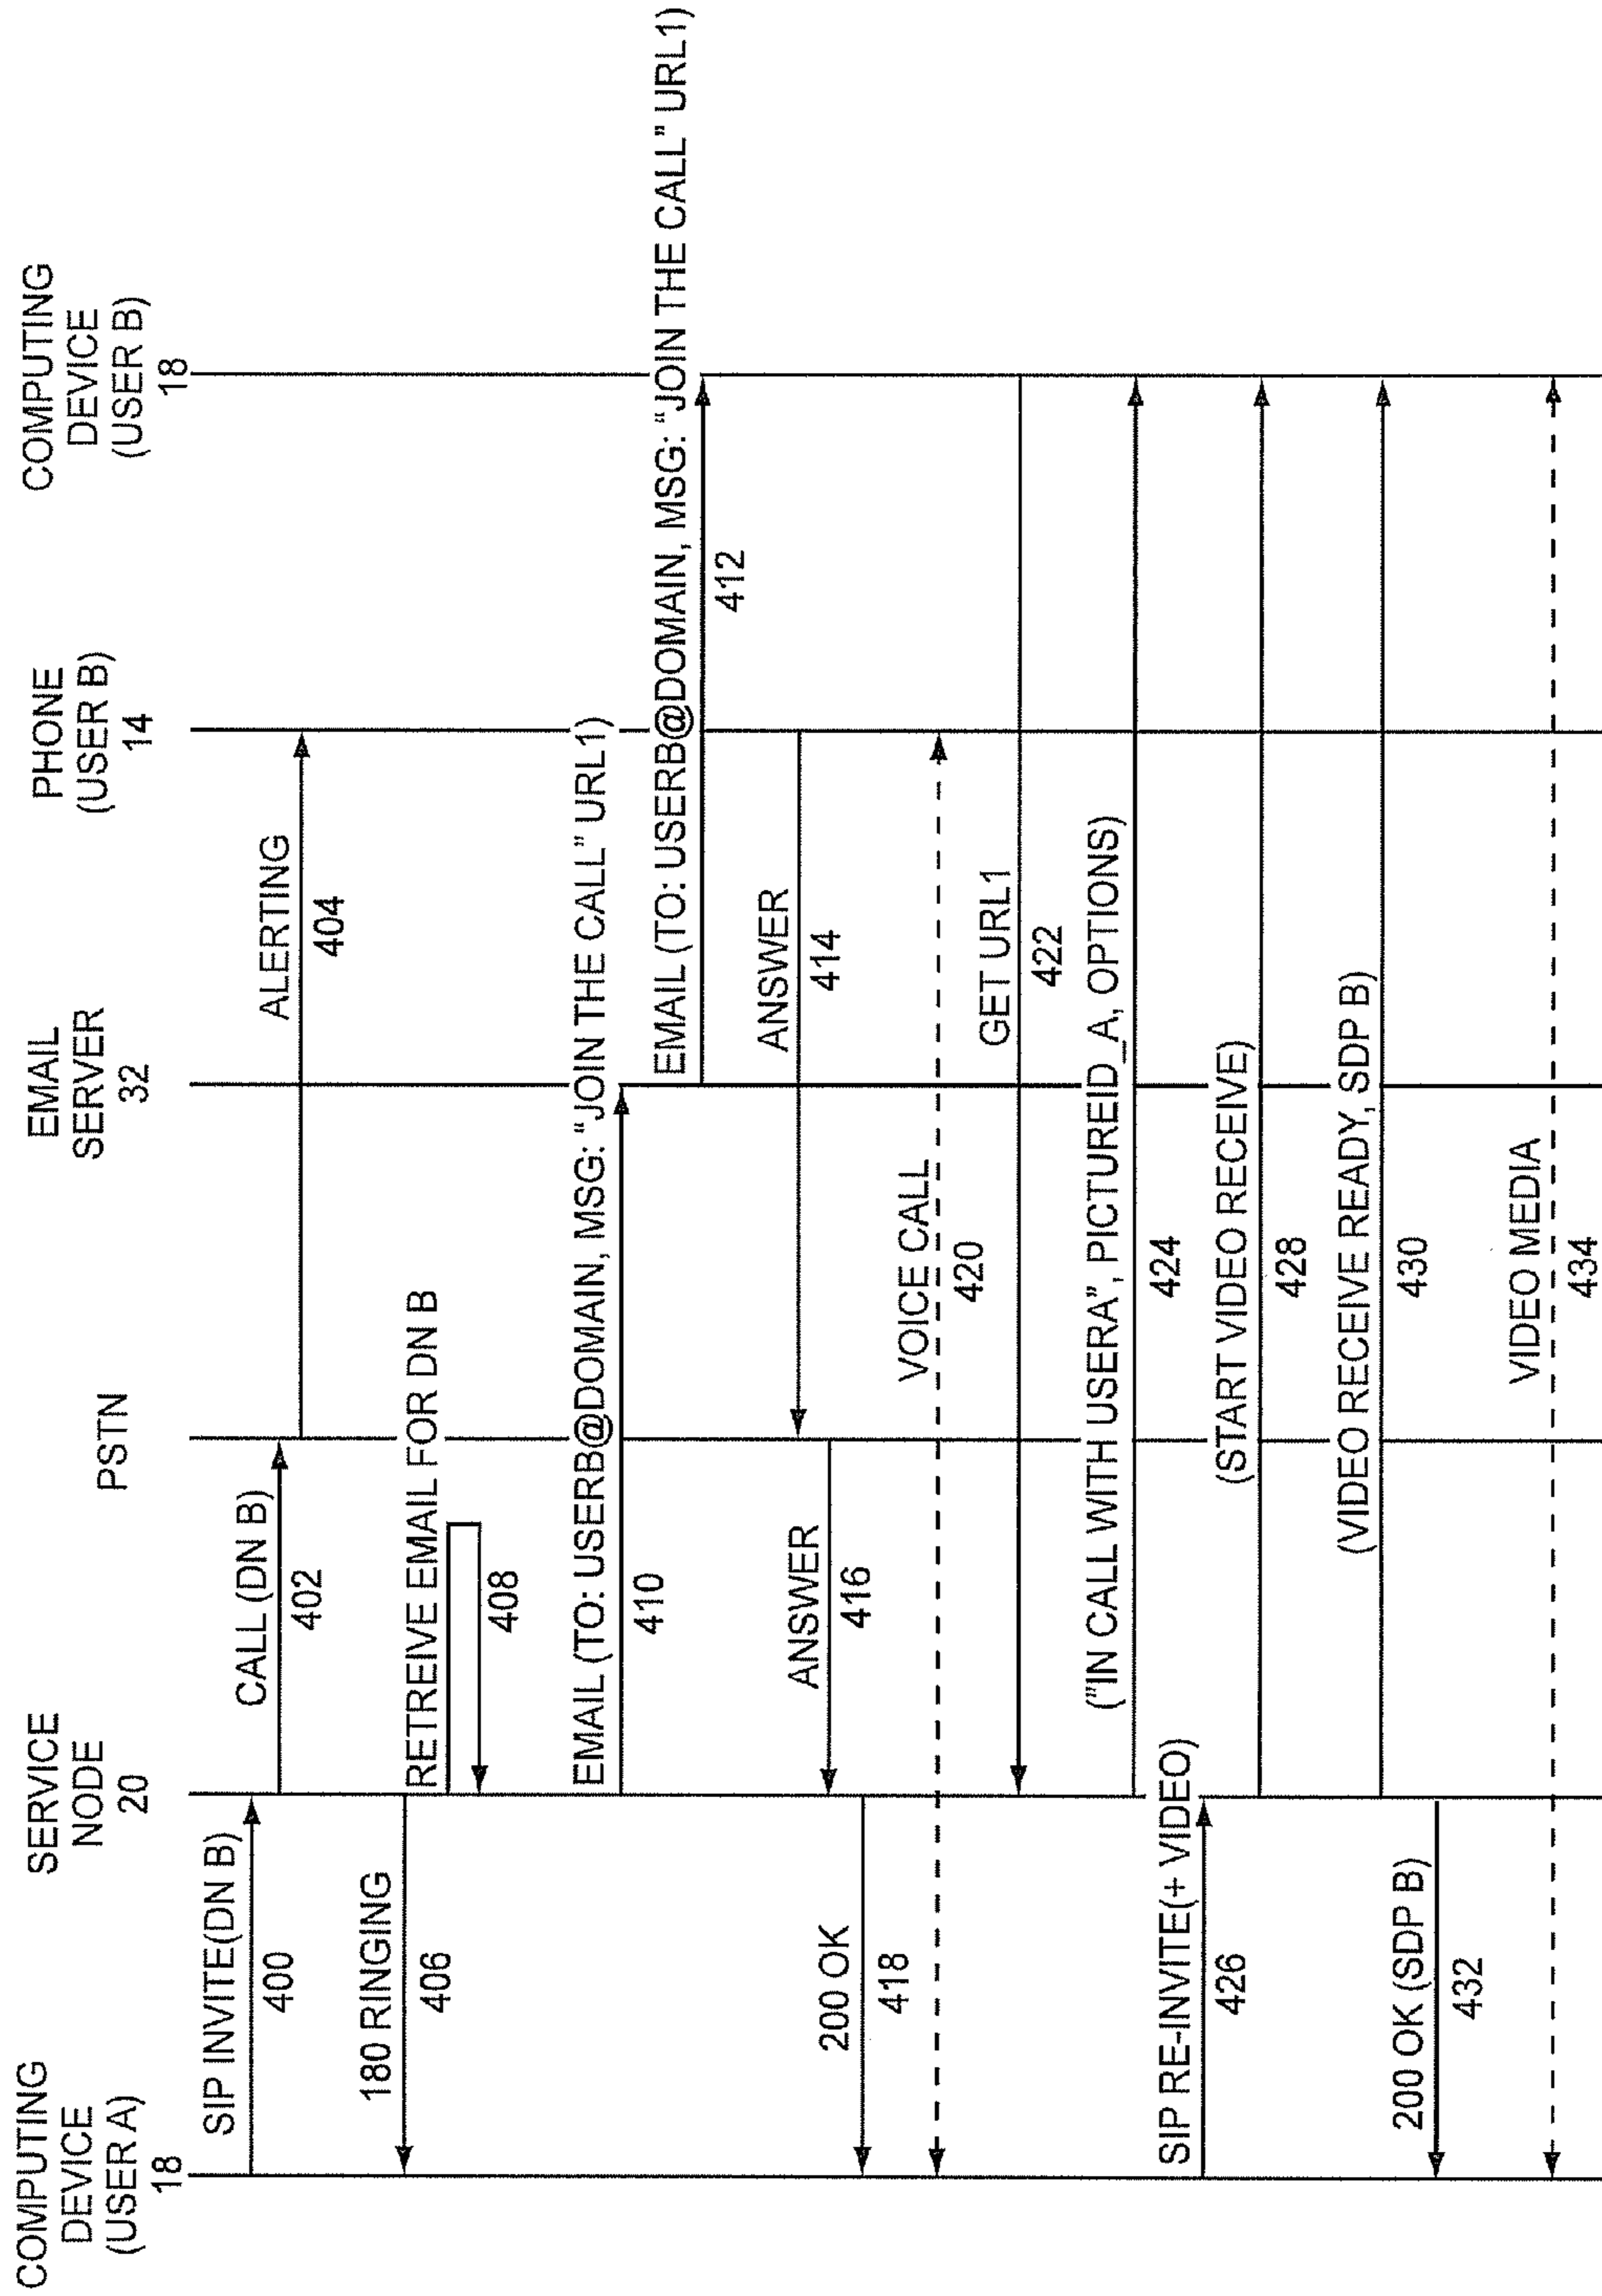 COMPUTING
DEVICE
(USER A)
18
SERVICE
NODE
20
PSTN
EMAIL
SERVER
32
PHONE
(USER B)
14
COMPUTING
DEVICE
(USER B)
18
SIP INVITE(DN B)
400
CALL (DN B)
402
ALERTING
404
180 RINGING
406
RETREIVE EMAIL FOR DN B
408
EMAIL (TO: USERB@DOMAIN, MSG: "JOIN THE CALL" URL1)
410
EMAIL (TO: USERB@DOMAIN, MSG: "JOIN THE CALL" URL1)
412
ANSWER
414
ANSWER
416
200 OK
418
VOICE CALL
420
GET URL1
422
("IN CALL WITH USERA", PICTUREID_A, OPTIONS)
424
SIP RE-INVITE(+ VIDEO)
426
(START VIDEO RECEIVE)
428
(VIDEO RECEIVE READY, SDP B)
430
200 OK (SDP B)
432
VIDEO MEDIA
434